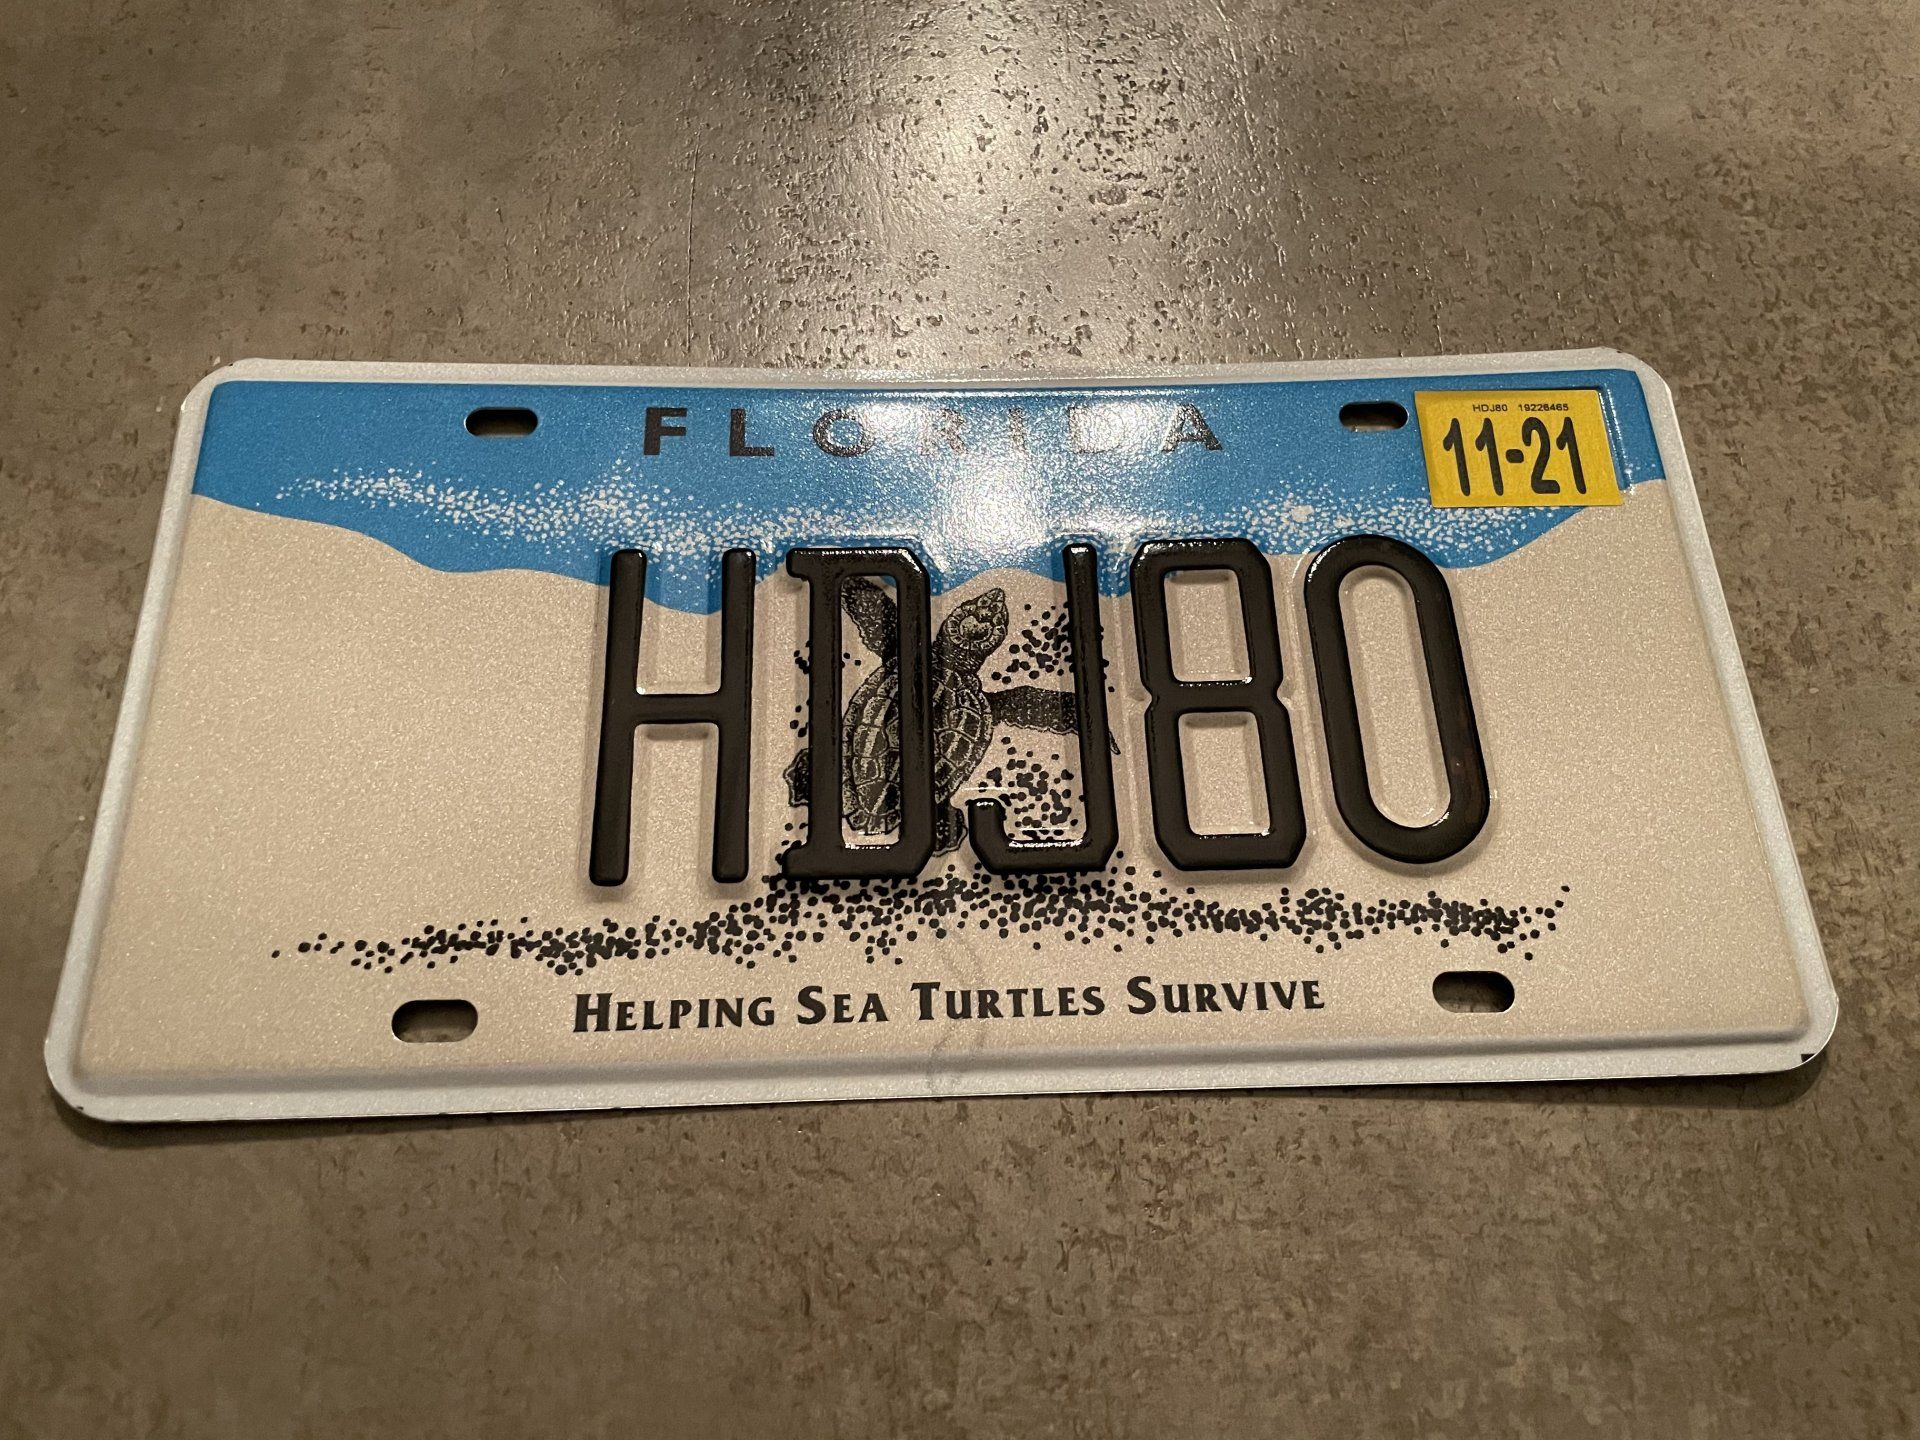 FLORIDA
HDJ80 19226465
11-21
HDJ80
HELPING SEA TURTLES SURVIVE